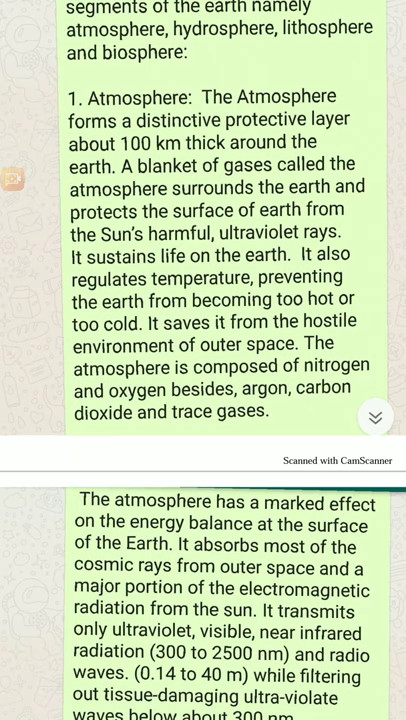 segments of the earth namely
atmosphere, hydrosphere, lithosphere
and biosphere:
1. Atmosphere: The Atmosphere
forms a distinctive protective layer
about 100 km thick around the
earth. A blanket of gases called the
atmosphere surrounds the earth and
protects the surface of earth from
the Sun's harmful, ultraviolet rays.
It sustains life on the earth. It also
regulates temperature, preventing
the earth from becoming too hot or
too cold. It saves it from the hostile
environment of outer space. The
atmosphere is composed of nitrogen
and oxygen besides, argon, carbon
dioxide and trace gases.
Scanned with CamScanner
The atmosphere has a marked effect
on the energy balance at the surface
of the Earth. It absorbs most of the
cosmic rays from outer space and a
major portion of the electromagnetic
radiation from the sun. It transmits
only ultraviolet, visible, near infrared
radiation (300 to 2500 nm) and radio
waves. (0.14 to 40 m) while filtering
out tissue-damaging ultra-violate
waves below about 300 nm